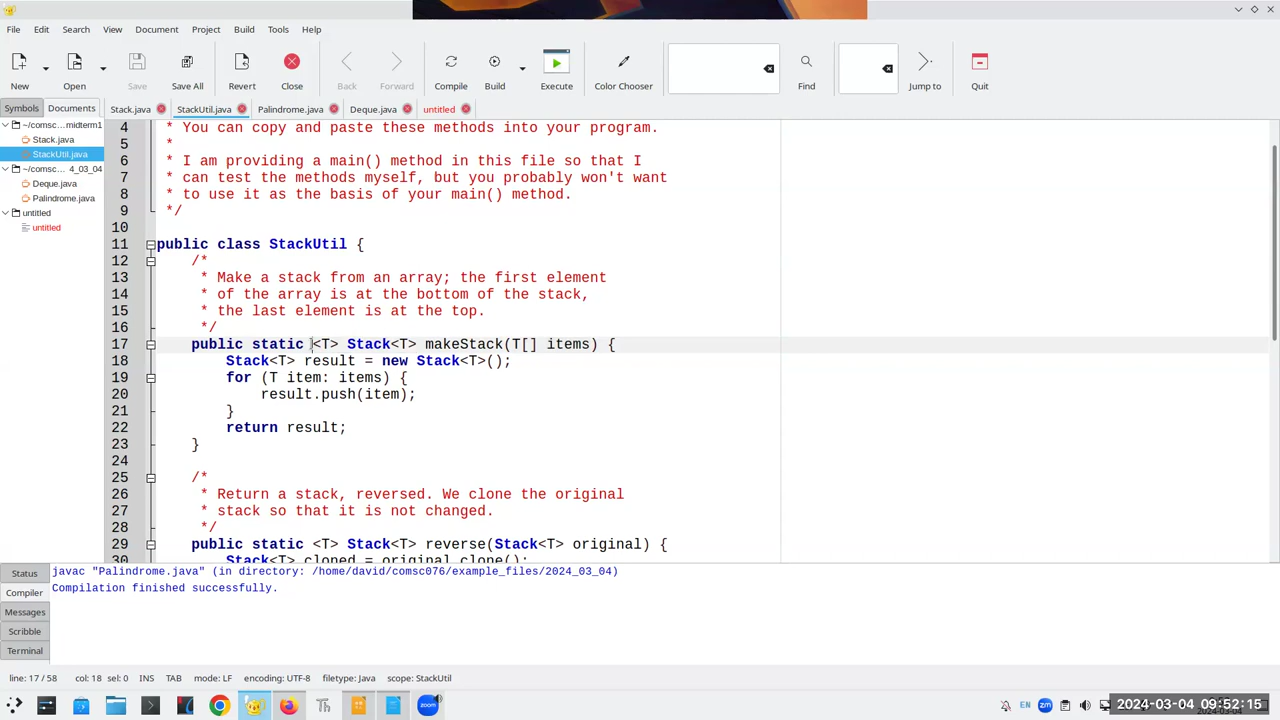 File Edit Search View Document Project Build Tools Help
New Open Save Save All Revert Close Back Forward Compile Build Execute Color Chooser Find Jump to Quit
Symbols Documents Stack.java StackUtil.java Palindrome.java Deque.java untitled
~/comsc... midterm1
Stack.java
StackUtil.java
~/comsc... 4_03_04
Deque.java
Palindrome.java
untitled
untitled
4 * You can copy and paste these methods into your program.
5 *
6 * I am providing a main() method in this file so that I
7 * can test the methods myself, but you probably won't want
8 * to use it as the basis of your main() method.
9 */
10
11 public class StackUtil {
12 /*
13 * Make a stack from an array; the first element
14 * of the array is at the bottom of the stack,
15 * the last element is at the top.
16 */
17 public static <T> Stack<T> makeStack(T[] items) {
18 Stack<T> result = new Stack<T>();
19 for (T item: items) {
20 result.push(item);
21 }
22 return result;
23 }
24
25 /*
26 * Return a stack, reversed. We clone the original
27 * stack so that it is not changed.
28 */
29 public static <T> Stack<T> reverse(Stack<T> original) {
30 Stack<T> cloned = original.clone();
Status
Compiler
Messages
Scribble
Terminal
javac "Palindrome.java" (in directory: /home/david/comsc076/example_files/2024_03_04)
Compilation finished successfully.
line: 17 / 58 col: 18 sel: 0 INS TAB mode: LF encoding: UTF-8 filetype: Java scope: StackUtil
Th zoom EN zm 2024-03-04 09:52:15